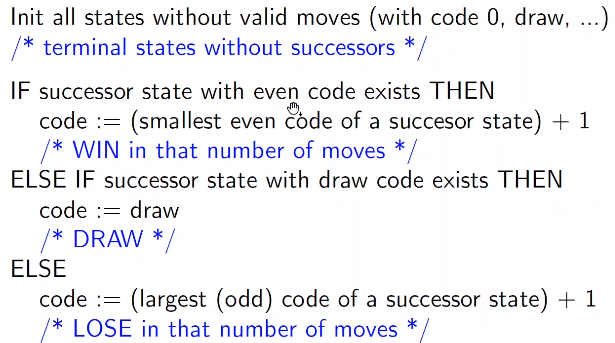 Init all states without valid moves (with code 0, draw, ...)
/* terminal states without successors */
IF successor state with even code exists THEN
code := (smallest even code of a succesor state) + 1
/* WIN in that number of moves */
ELSE IF successor state with draw code exists THEN
code := draw
/* DRAW */
ELSE
code := (largest (odd) code of a successor state) + 1
/* LOSE in that number of moves */